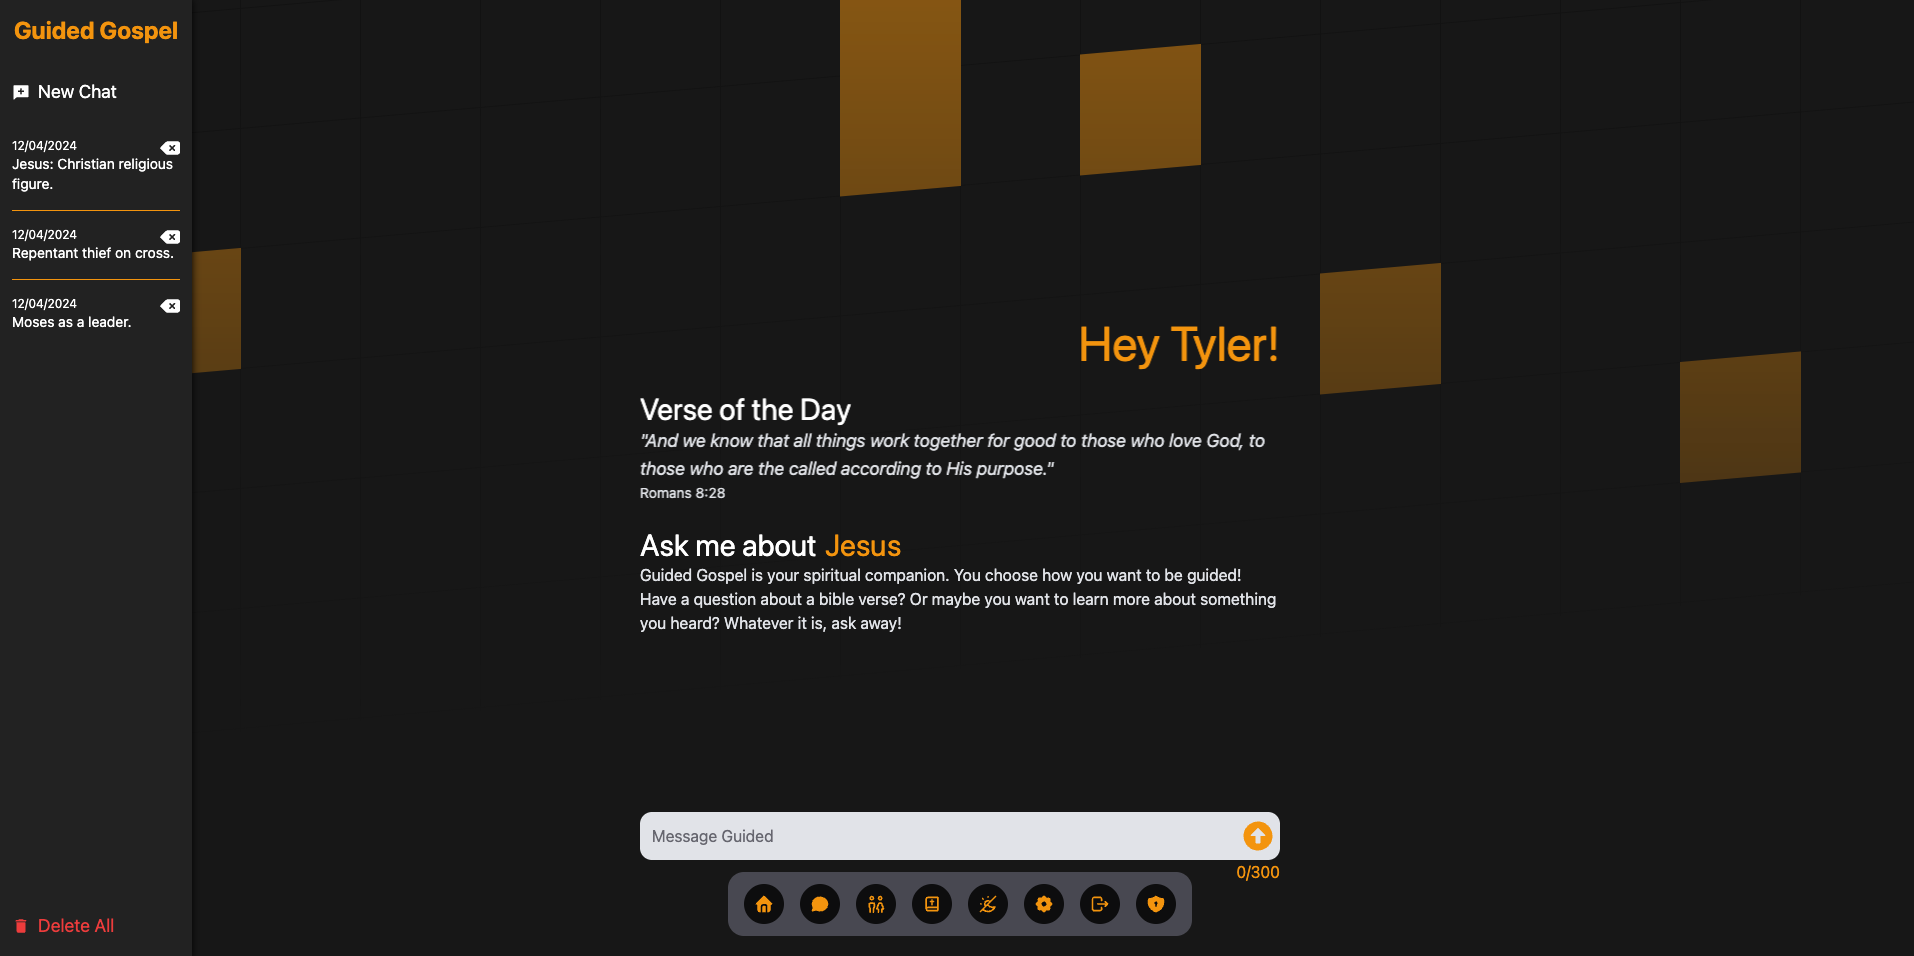 Guided Gospel
New Chat
12/04/2024
Jesus: Christian religious
figure.
12/04/2024
Repentant thief on cross.
12/04/2024
Moses as a leader.
Delete All
Hey Tyler!
Verse of the Day
"And we know that all things work together for good to those who love God, to
those who are the called according to His purpose."
Romans 8:28
Ask me about Jesus
Guided Gospel is your spiritual companion. You choose how you want to be guided!
Have a question about a bible verse? Or maybe you want to learn more about something
you heard? Whatever it is, ask away!
Message Guided
0/300